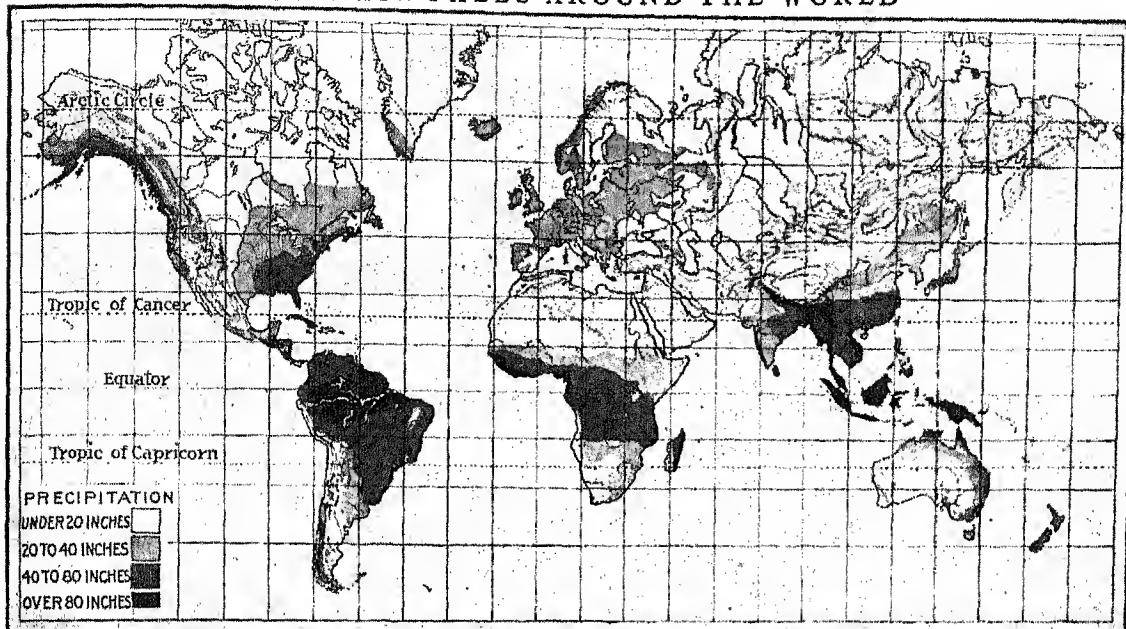 AROUND THE WORLD
Arctic Circle
Tropic of Cancer
Equator
Tropic of Capricorn
PRECIPITATION
UNDER 20 INCHES
20 TO 40 INCHES
40 TO 80 INCHES
OVER 80 INCHES